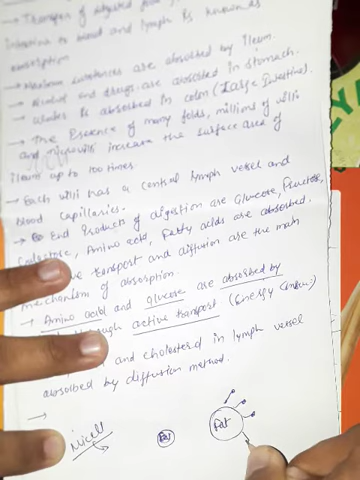 → Transfer of digested from
intestine to blood and lymph is known as
absorption
→ Maximum substances are absorbed by Ileum.
→ Alcohol and drugs are absorbed in stomach.
→ Water is absorbed in colon (Large Intestine).
→ The Essence of many folds, millions of villi
and increase the surface area of
ileum up to 100 times.
→ Each villi has a central lymph vessel and
blood capillaries.
→ End Products of digestion are Glucose, Fructose,
Galactose, Amino acid, Fatty acids are absorbed.
transport and diffusion are the main
mechanism of absorption.
→ Amino acid and glucose are absorbed by
through active transport (Energy
and cholesterol in lymph vessel
absorbed by diffusion method.
→
Micell
Fat
Fat